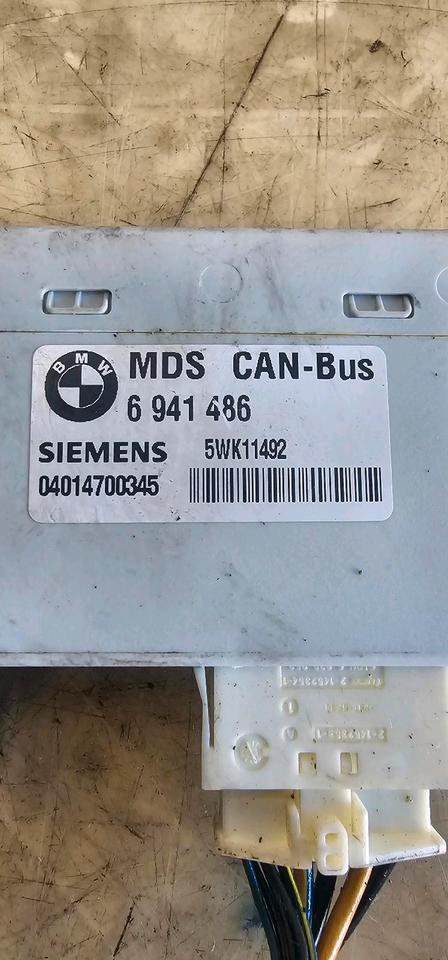 BMW
MDS CAN-Bus
6 941 486
SIEMENS 5WK11492
04014700345